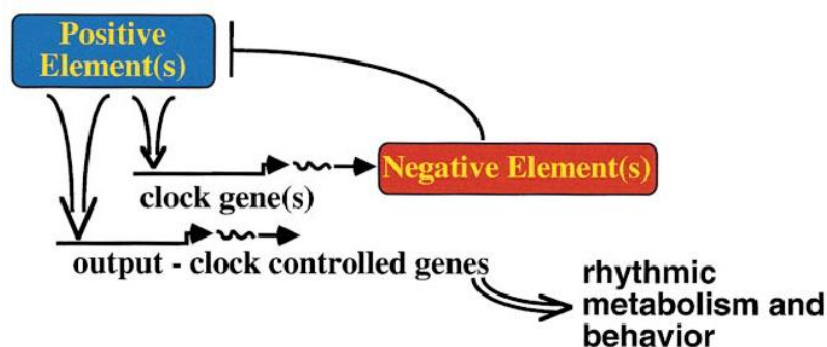 Positive
Element(s)
Negative Element(s)
clock gene(s)
output - clock controlled genes
rhythmic
metabolism and
behavior